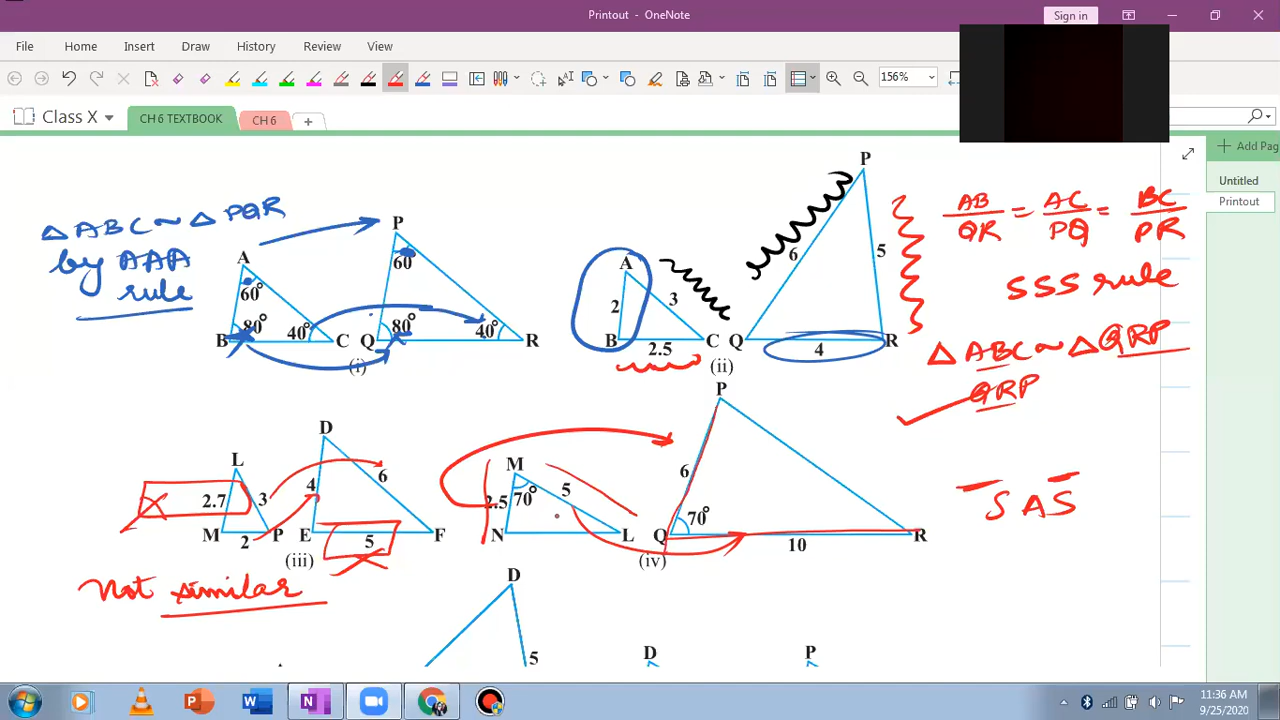 Printout - OneNote
Sign in
File Home Insert Draw History Review View
156%
Class X
CH 6 TEXTBOOK
CH 6
Add Pag
Untitled
Printout
△ABC ~ △PQR
by AAA
rule
A
60°
B
80°
40°
C
P
60
Q
80°
40°
R
(i)
A
2
3
B
2.5
C
P
6
5
Q
4
R
(ii)
AB/QR = AC/PQ = BC/PR
SSS rule
△ABC ~ △QRP
QRP
L
2.7
3
M
2
P
D
4
6
E
5
F
(iii)
Not similar
M
2.5
70°
5
N
L
P
6
70°
Q
10
R
(iv)
SAS
D
5
D
P
11:36 AM
9/25/2020